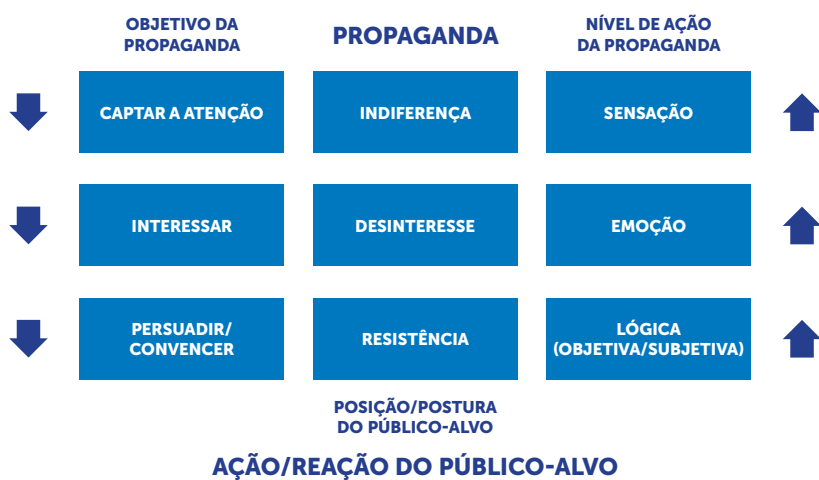 OBJETIVO DA
PROPAGANDA
PROPAGANDA
NÍVEL DE AÇÃO
DA PROPAGANDA
CAPTAR A ATENÇÃO
INDIFERENÇA
SENSAÇÃO
INTERESSAR
DESINTERESSE
EMOÇÃO
PERSUADIR/
CONVENCER
RESISTÊNCIA
LÓGICA
(OBJETIVA/SUBJETIVA)
POSIÇÃO/POSTURA
DO PÚBLICO-ALVO
AÇÃO/REAÇÃO DO PÚBLICO-ALVO